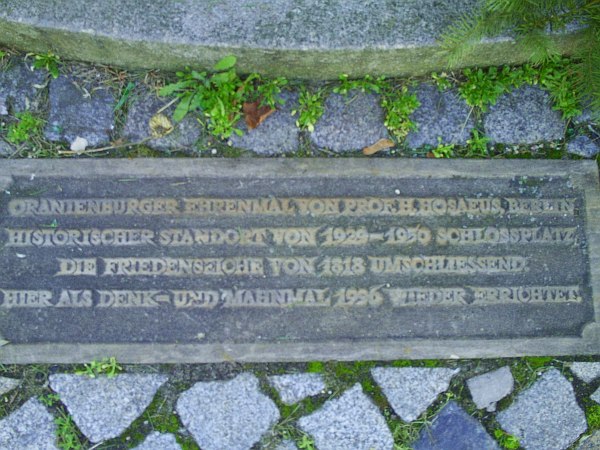 ORANIENBURGER EHRENMAL VON PROF. H. HOSAEUS, BERLIN
HISTORISCHER STANDORT VON 1929-1950 SCHLOSSPLATZ,
DIE FRIEDENSEICHE VON 1818 UMSCHLIESSEND.
HIER ALS DENK- UND MAHNMAL 1996 WIEDER ERRICHTET.